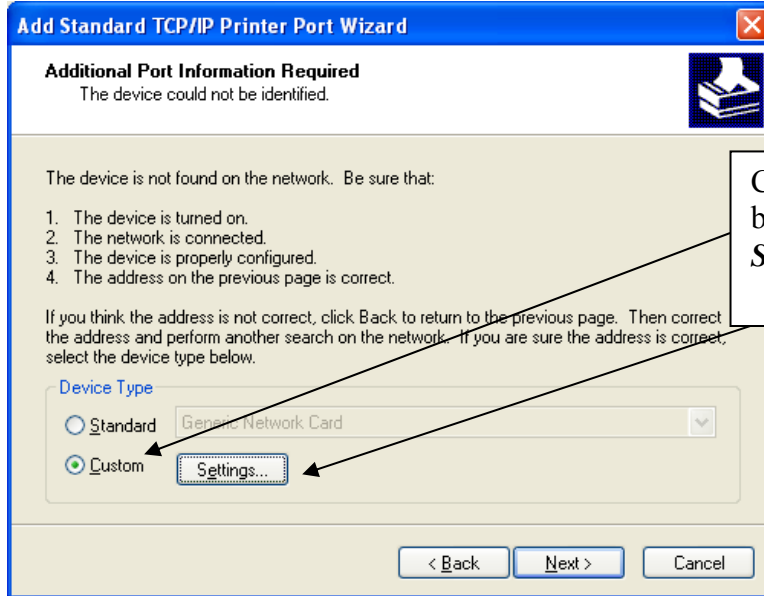 Add Standard TCP/IP Printer Port Wizard
Additional Port Information Required
The device could not be identified.
The device is not found on the network. Be sure that:
1. The device is turned on.
2. The network is connected.
3. The device is properly configured.
4. The address on the previous page is correct.
If you think the address is not correct, click Back to return to the previous page. Then correct
the address and perform another search on the network. If you are sure the address is correct,
select the device type below.
Device Type
Standard Generic Network Card
Custom Settings...
< Back Next > Cancel